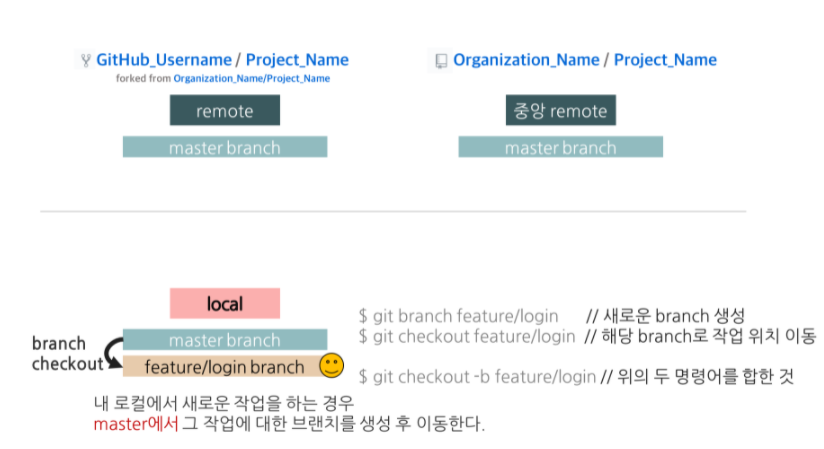 GitHub_Username / Project_Name
forked from Organization_Name/Project_Name
remote
master branch
Organization_Name / Project_Name
중앙 remote
master branch
local
branch
checkout
master branch
feature/login branch
$ git branch feature/login // 새로운 branch 생성
$ git checkout feature/login // 해당 branch로 작업 위치 이동
$ git checkout -b feature/login // 위의 두 명령어를 합한 것
내 로컬에서 새로운 작업을 하는 경우
master에서 그 작업에 대한 브랜치를 생성 후 이동한다.